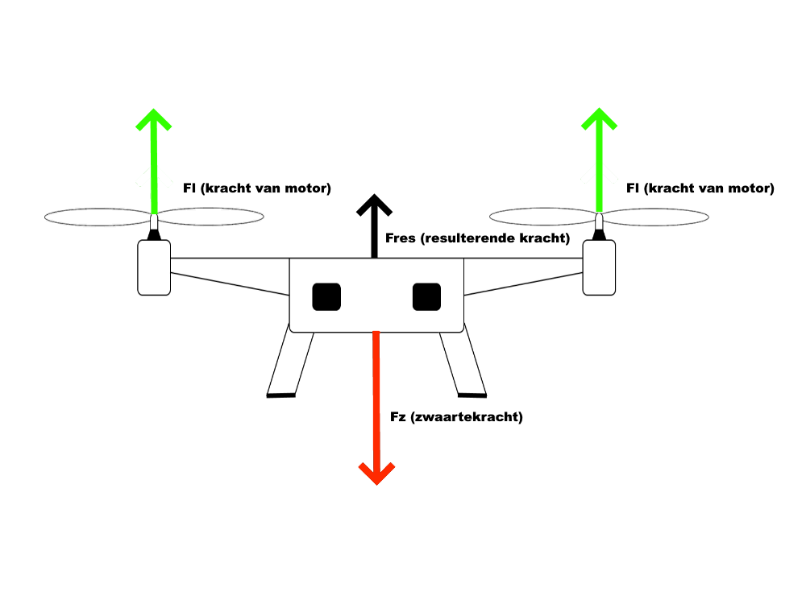 Fl (kracht van motor)
Fl (kracht van motor)
Fres (resulterende kracht)
Fz (zwaartekracht)